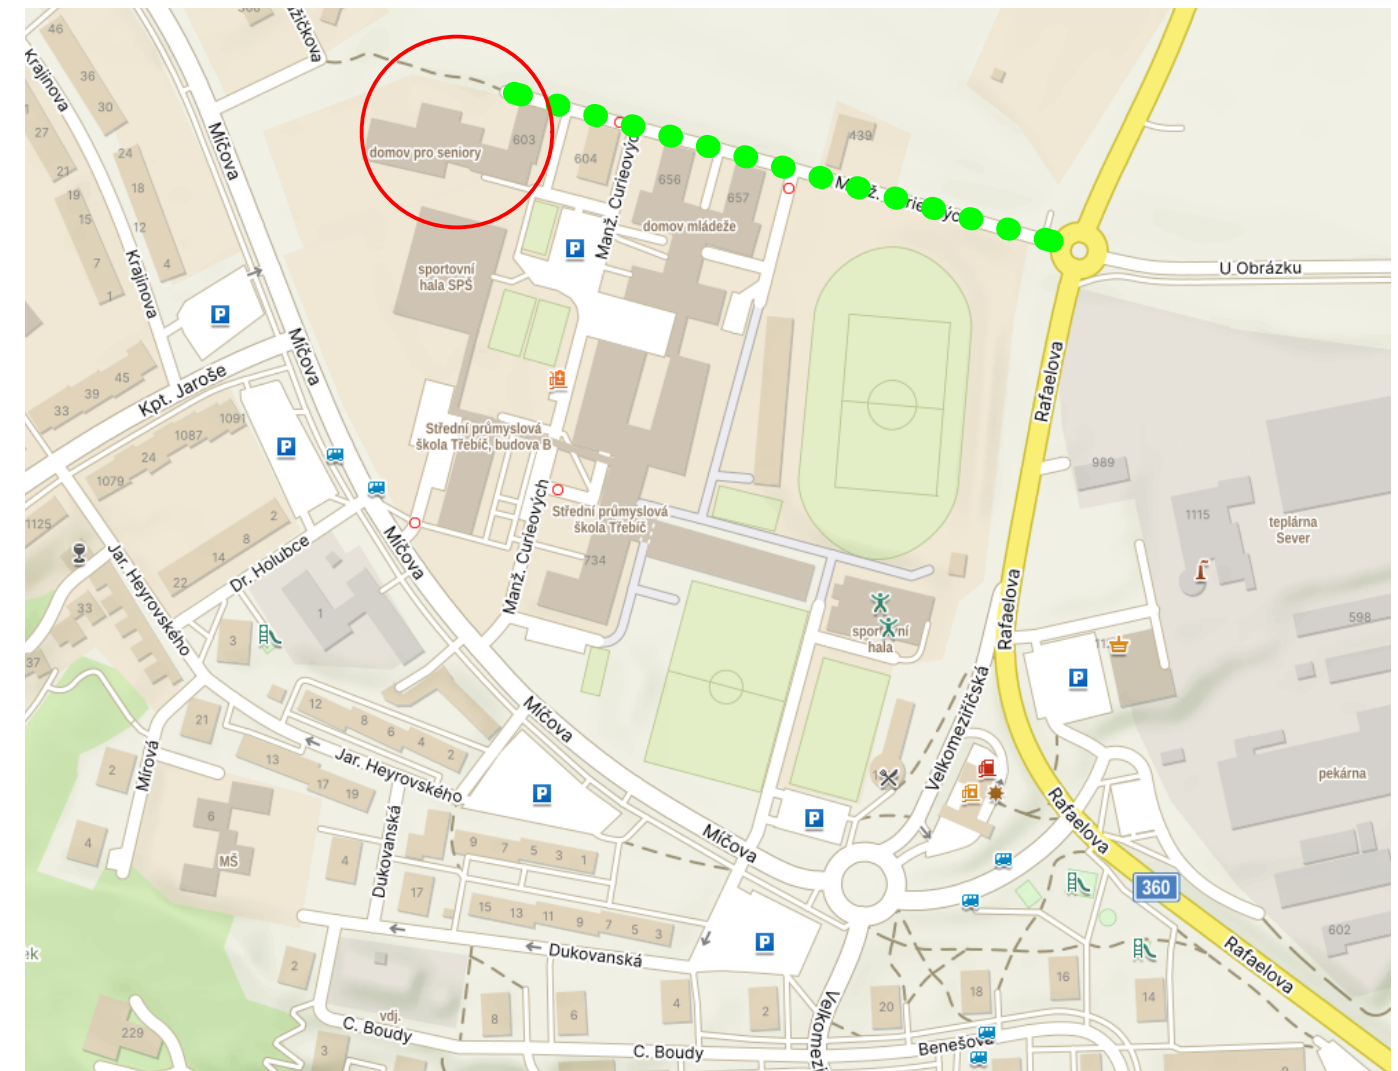 46
Krajinova
36
30
27
24
21
19
18
15
12
7
4
1
Krajinova
Míčova
603
604
domov pro seniory
Manž. Curieových
656
657
domov mládeže
439
P
sportovní
hala SPŠ
U Obrázku
P
Míčova
Rafaelova
45
39
33
Kpt. Jaroše
1091
1087
24
1079
P
Střední průmyslová
škola Třebíč, budova B
989
1115
teplárna
Sever
1125
2
8
14
22
Dr. Holubce
Míčova
Manž. Curieových
Střední průmyslová
škola Třebíč
734
Jar. Heyrovského
33
37
3
1
Rafaelova
598
hala
P
21
12
8
6
4
2
Míčova
Velkomeziříčská
Mírová
2
13
17
19
Jar. Heyrovského
P
pekárna
6
MŠ
4
4
Dukovanská
9
7
5
3
1
P
Míčova
Rafaelova
360
17
15
13
11
9
7
5
3
Dukovanská
P
602
Rafaelova
2
vdj.
8
6
4
2
20
18
16
14
229
C. Boudy
3
C. Boudy
9